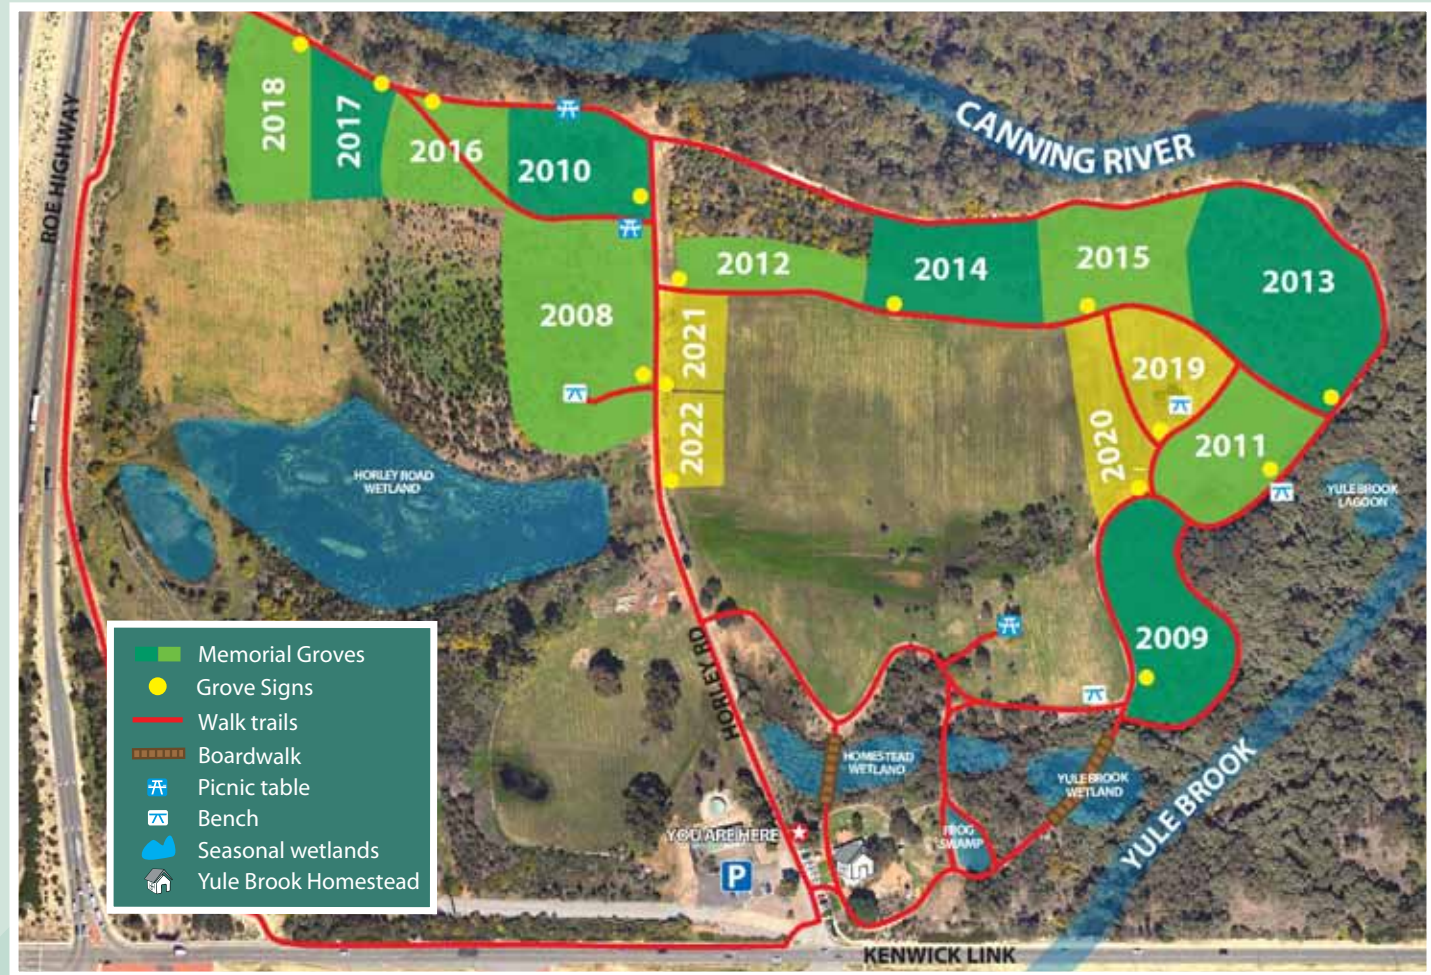 ROE HIGHWAY
CANNING RIVER
2018
2017
2016
2010
2012
2014
2015
2013
2008
2021
2022
2019
2020
2011
2009
HORLEY ROAD
WETLAND
YULE BROOK
LAGOON
HORLEY RD
HOMESTEAD
WETLAND
YULE BROOK
WETLAND
FROG
SWAMP
YULE BROOK
YOU ARE HERE
P
KENWICK LINK
Memorial Groves
Grove Signs
Walk trails
Boardwalk
Picnic table
Bench
Seasonal wetlands
Yule Brook Homestead